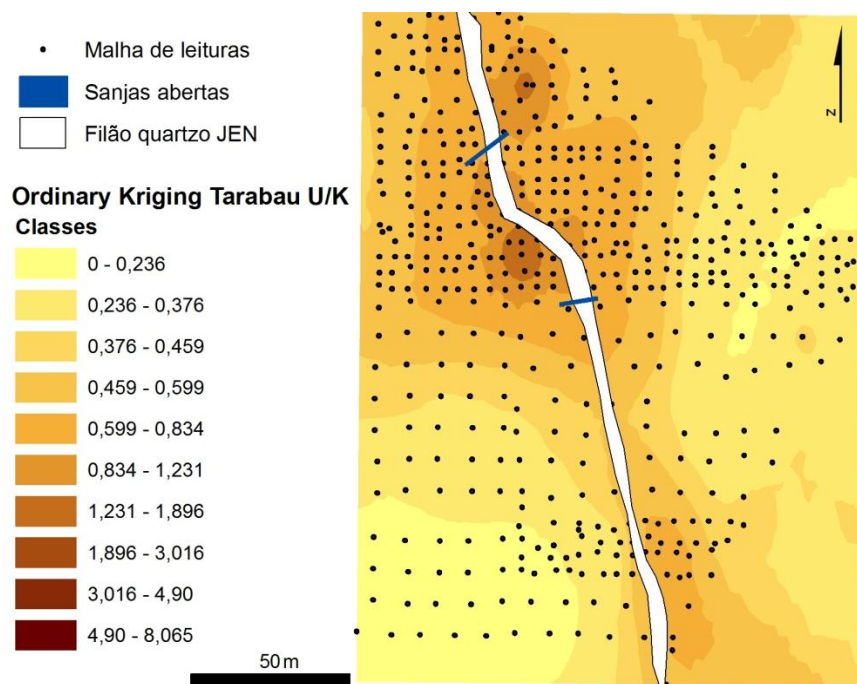 Malha de leituras
Sanjas abertas
Filão quartzo JEN
Ordinary Kriging Tarabau U/K
Classes
0 - 0,236
0,236 - 0,376
0,376 - 0,459
0,459 - 0,599
0,599 - 0,834
0,834 - 1,231
1,231 - 1,896
1,896 - 3,016
3,016 - 4,90
4,90 - 8,065
50 m
N